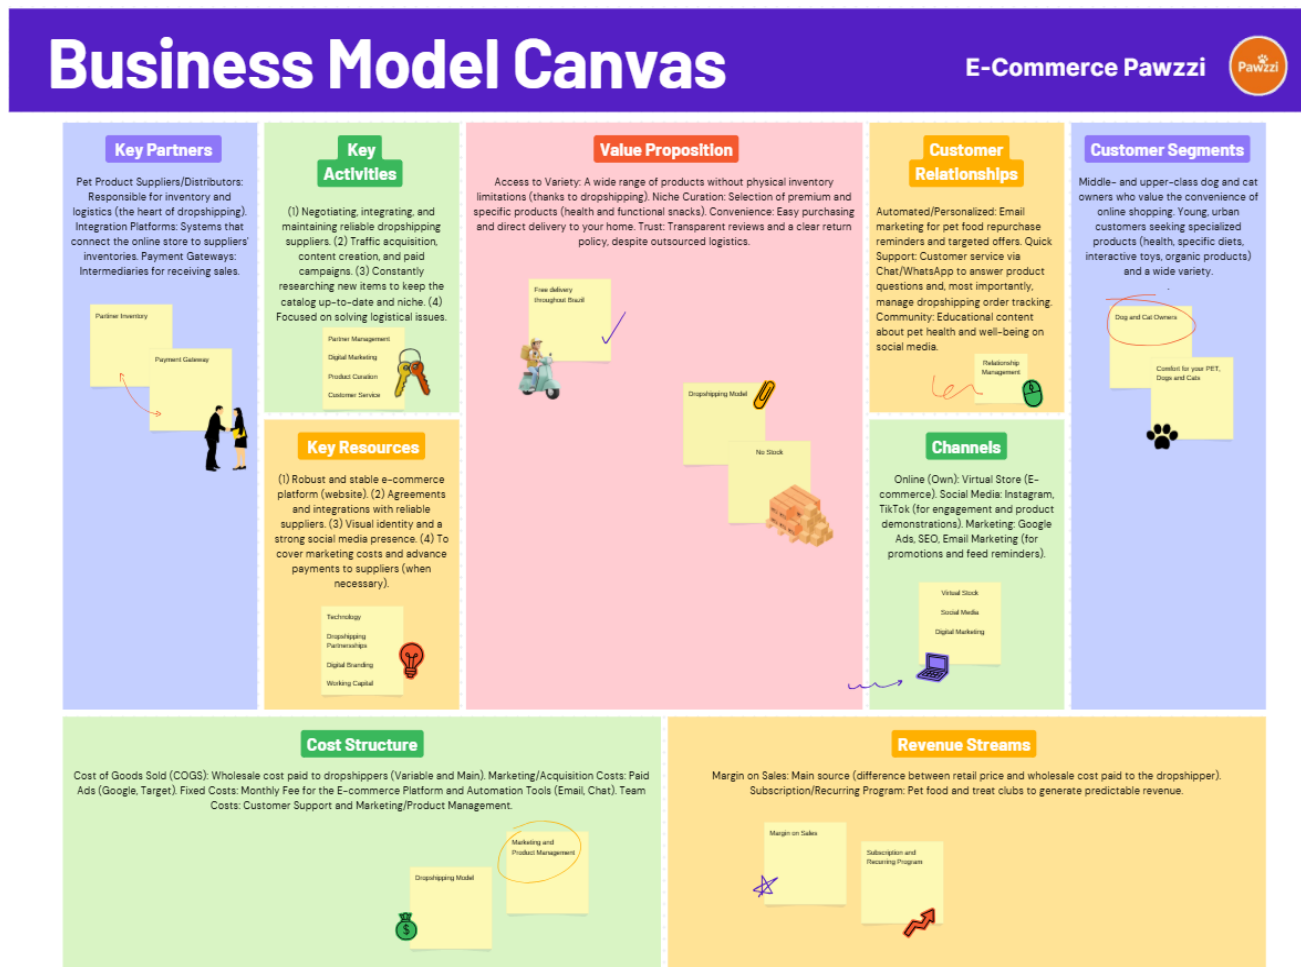 Business Model Canvas
E-Commerce Pawzzi
Pawzzi
Key Partners
Pet Product Suppliers/Distributors:
Responsible for inventory and
logistics (the heart of dropshipping).
Integration Platforms: Systems that
connect the online store to suppliers'
inventories. Payment Gateways:
Intermediaries for receiving sales.
Partiner Inventory
Payment Gateway
Key
Activities
(1) Negotiating, integrating, and
maintaining reliable dropshipping
suppliers. (2) Traffic acquisition,
content creation, and paid
campaigns. (3) Constantly
researching new items to keep the
catalog up-to-date and niche. (4)
Focused on solving logistical issues.
Partner Management
Digital Marketing
Product Curation
Customer Service
Key Resources
(1) Robust and stable e-commerce
platform (website). (2) Agreements
and integrations with reliable
suppliers. (3) Visual identity and a
strong social media presence. (4) To
cover marketing costs and advance
payments to suppliers (when
necessary).
Technology
Dropshipping
Partnersships
Digital Branding
Working Capital
Value Proposition
Access to Variety: A wide range of products without physical inventory
limitations (thanks to dropshipping). Niche Curation: Selection of premium and
specific products (health and functional snacks). Convenience: Easy purchasing
and direct delivery to your home. Trust: Transparent reviews and a clear return
policy, despite outsourced logistics.
Free delivery
throughout Brazil
Dropshipping Model
No Stock
Customer
Relationships
Automated/Personalized: Email
marketing for pet food repurchase
reminders and targeted offers. Quick
Support: Customer service via
Chat/WhatsApp to answer product
questions and, most importantly,
manage dropshipping order tracking.
Community: Educational content
about pet health and well-being on
social media.
Relationship
Management
Channels
Online (Own): Virtual Store (E-
commerce). Social Media: Instagram,
TikTok (for engagement and product
demonstrations). Marketing: Google
Ads, SEO, Email Marketing (for
promotions and feed reminders).
Virtual Stock
Social Media
Digital Marketing
Customer Segments
Middle- and upper-class dog and cat
owners who value the convenience of
online shopping. Young, urban
customers seeking specialized
products (health, specific diets,
interactive toys, organic products)
and a wide variety.
.
Dog and Cat Owners
Comfort for your PET,
Dogs and Cats
Cost Structure
Cost of Goods Sold (COGS): Wholesale cost paid to dropshippers (Variable and Main). Marketing/Acquisition Costs: Paid
Ads (Google, Target). Fixed Costs: Monthly Fee for the E-commerce Platform and Automation Tools (Email, Chat). Team
Costs: Customer Support and Marketing/Product Management.
Marketing and
Product Management
Dropshipping Model
$
Revenue Streams
Margin on Sales: Main source (difference between retail price and wholesale cost paid to the dropshipper).
Subscription/Recurring Program: Pet food and treat clubs to generate predictable revenue.
Margin on Sales
Subscription and
Recurring Program